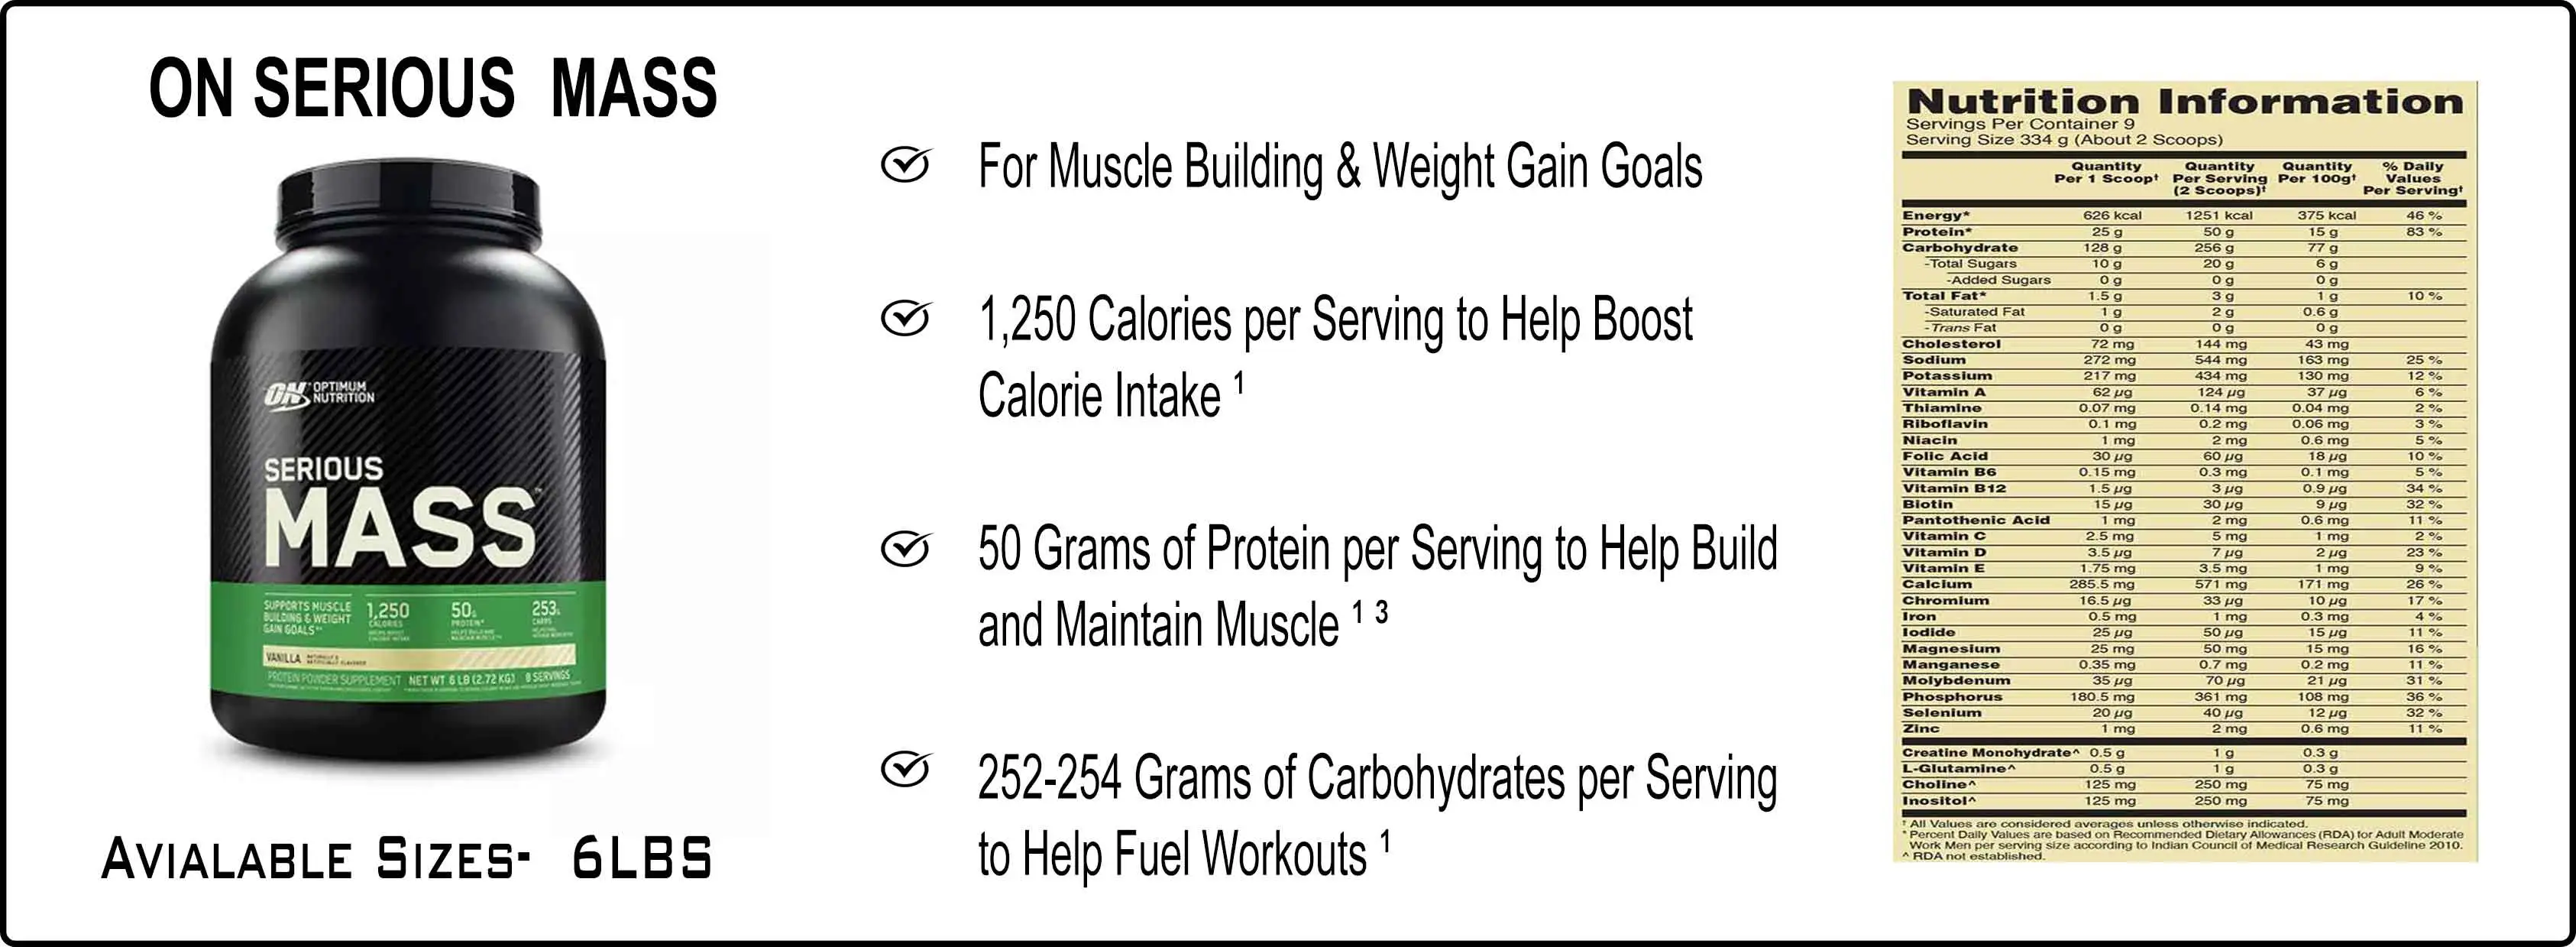 ON SERIOUS MASS
ON OPTIMUM
NUTRITION
SERIOUS
MASS
SUPPORTS MUSCLE
BUILDING & WEIGHT
GAIN GOALS
1,250
CALORIES
50G
PROTEIN*
253G
CARBS
VANILLA
NATURALLY &
ARTIFICIALLY FLAVORED
PROTEIN POWDER SUPPLEMENT NET WT 6 LB (2.72 KG) 8 SERVINGS
AVIALABLE SIZES- 6LBS
For Muscle Building & Weight Gain Goals
1,250 Calories per Serving to Help Boost
Calorie Intake ¹
50 Grams of Protein per Serving to Help Build
and Maintain Muscle ¹ ³
252-254 Grams of Carbohydrates per Serving
to Help Fuel Workouts ¹
Nutrition Information
Servings Per Container 9
Serving Size 334 g (About 2 Scoops)
Quantity Quantity Quantity % Daily
Per 1 Scoop† Per Serving Per 100g† Values
(2 Scoops)† Per Serving†
Energy* 626 kcal 1251 kcal 375 kcal 46 %
Protein* 25 g 50 g 15 g 83 %
Carbohydrate 128 g 256 g 77 g
-Total Sugars 10 g 20 g 6 g
-Added Sugars 0 g 0 g 0 g
Total Fat* 1.5 g 3 g 1 g 10 %
-Saturated Fat 1 g 2 g 0.6 g
-Trans Fat 0 g 0 g 0 g
Cholesterol 72 mg 144 mg 43 mg
Sodium 272 mg 544 mg 163 mg 25 %
Potassium 217 mg 434 mg 130 mg 12 %
Vitamin A 62 µg 124 µg 37 µg 6 %
Thiamine 0.07 mg 0.14 mg 0.04 mg 2 %
Riboflavin 0.1 mg 0.2 mg 0.06 mg 3 %
Niacin 1 mg 2 mg 0.6 mg 5 %
Folic Acid 30 µg 60 µg 18 µg 10 %
Vitamin B6 0.15 mg 0.3 mg 0.1 mg 5 %
Vitamin B12 1.5 µg 3 µg 0.9 µg 34 %
Biotin 15 µg 30 µg 9 µg 32 %
Pantothenic Acid 1 mg 2 mg 0.6 mg 11 %
Vitamin C 2.5 mg 5 mg 1 mg 2 %
Vitamin D 3.5 µg 7 µg 2 µg 23 %
Vitamin E 1.75 mg 3.5 mg 1 mg 9 %
Calcium 285.5 mg 571 mg 171 mg 26 %
Chromium 16.5 µg 33 µg 10 µg 17 %
Iron 0.5 mg 1 mg 0.3 mg 4 %
Iodide 25 µg 50 µg 15 µg 11 %
Magnesium 25 mg 50 mg 15 mg 16 %
Manganese 0.35 mg 0.7 mg 0.2 mg 11 %
Molybdenum 35 µg 70 µg 21 µg 31 %
Phosphorus 180.5 mg 361 mg 108 mg 36 %
Selenium 20 µg 40 µg 12 µg 32 %
Zinc 1 mg 2 mg 0.6 mg 11 %
Creatine Monohydrate^ 0.5 g 1 g 0.3 g
L-Glutamine^ 0.5 g 1 g 0.3 g
Choline^ 125 mg 250 mg 75 mg
Inositol^ 125 mg 250 mg 75 mg
† All Values are considered averages unless otherwise indicated.
* Percent Daily Values are based on Recommended Dietary Allowances (RDA) for Adult Moderate
Work Men per serving size according to Indian Council of Medical Research Guideline 2010.
^ RDA not established.